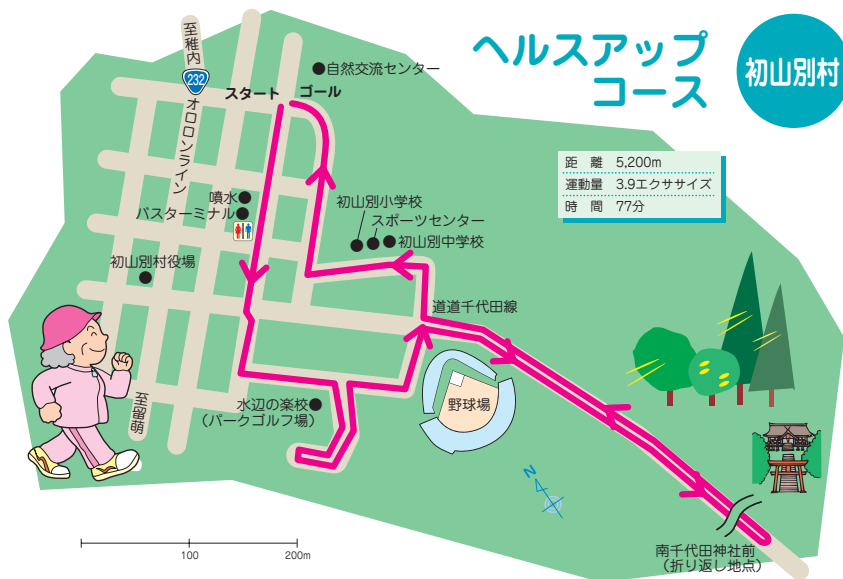 ヘルスアップ
コース
初山別村
距　離　5,200m
運動量　3.9エクササイズ
時　間　77分
至稚内
232
オロロンライン
スタート
ゴール
自然交流センター
噴水
バスターミナル
初山別小学校
スポーツセンター
初山別中学校
初山別村役場
道道千代田線
至留萌
水辺の楽校
（パークゴルフ場）
野球場
N
南千代田神社前
（折り返し地点）
100
200m